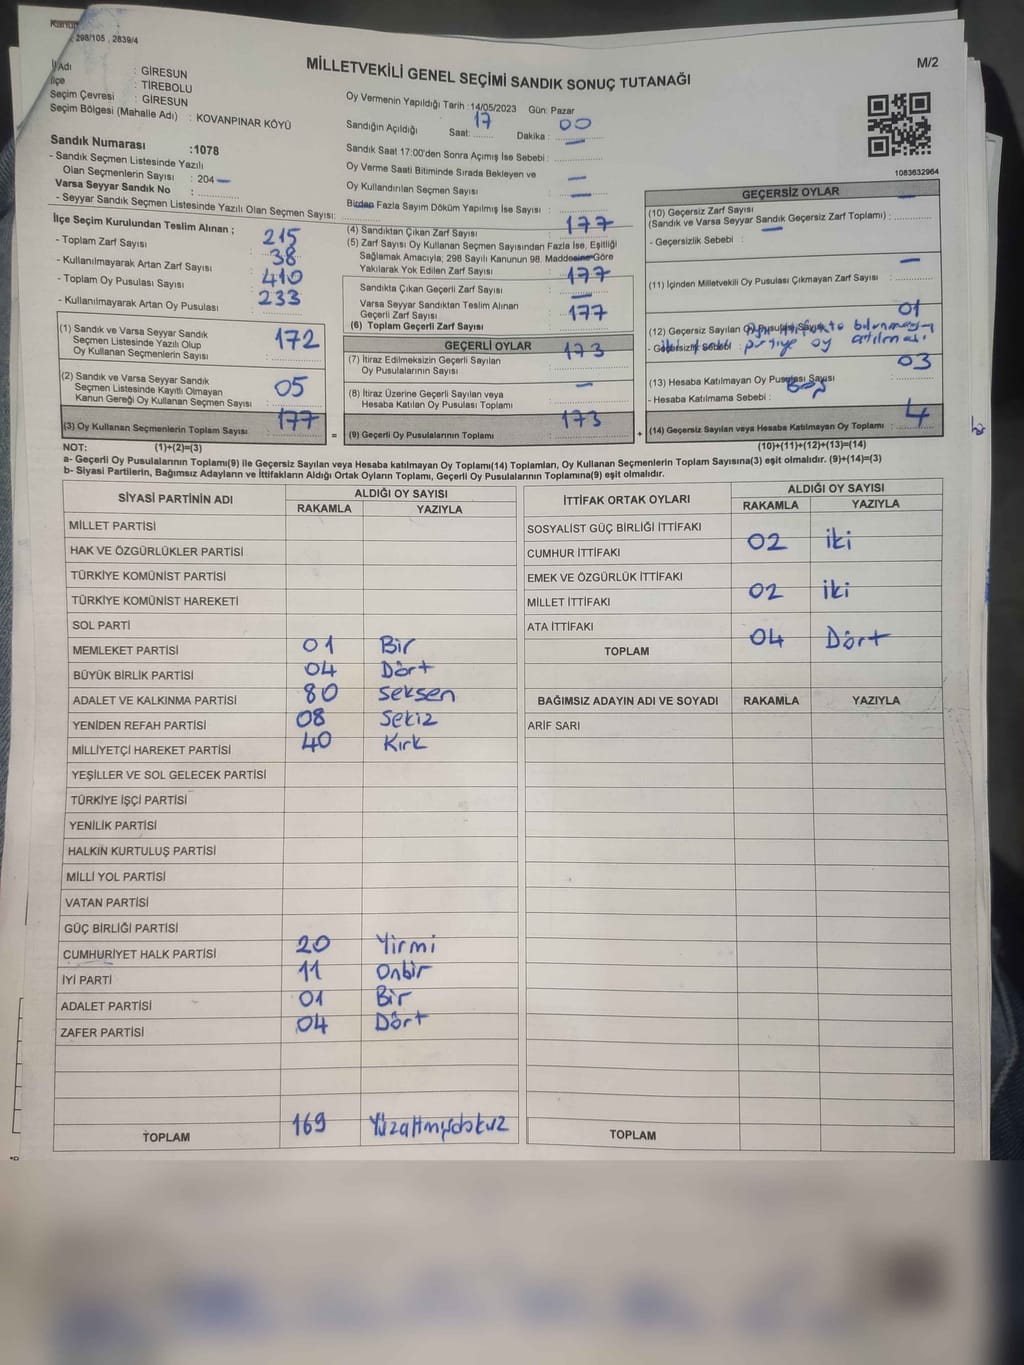 Kanun
298/105 , 2839/4
İl Adı : GİRESUN
İlçe : TİREBOLU
Seçim Çevresi : GİRESUN
Seçim Bölgesi (Mahalle Adı) : KOVANPINAR KÖYÜ
MİLLETVEKİLİ GENEL SEÇİMİ SANDIK SONUÇ TUTANAĞI
M/2
1083632964
Sandık Numarası :1078
- Sandık Seçmen Listesinde Yazılı
Olan Seçmenlerin Sayısı : 204
Varsa Seyyar Sandık No :
- Seyyar Sandık Seçmen Listesinde Yazılı Olan Seçmen Sayısı:
Oy Vermenin Yapıldığı Tarih :14/05/2023 Gün: Pazar
Sandığın Açıldığı Saat: 17 Dakika : 00
Sandık Saat 17:00'den Sonra Açımış İse Sebebi :
Oy Verme Saati Bitiminde Sırada Bekleyen ve
Oy Kullandırılan Seçmen Sayısı
Birden Fazla Sayım Döküm Yapılmış İse Sayısı :
İlçe Seçim Kurulundan Teslim Alınan ;
- Toplam Zarf Sayısı : 215
- Kullanılmayarak Artan Zarf Sayısı : 38
- Toplam Oy Pusulası Sayısı : 410
- Kullanılmayarak Artan Oy Pusulası : 233
(1) Sandık ve Varsa Seyyar Sandık
Seçmen Listesinde Yazılı Olup
Oy Kullanan Seçmenlerin Sayısı : 172
(2) Sandık ve Varsa Seyyar Sandık
Seçmen Listesinde Kayıtlı Olmayan
Kanun Gereği Oy Kullanan Seçmen Sayısı : 05
(3) Oy Kullanan Seçmenlerin Toplam Sayısı : 177
(4) Sandıktan Çıkan Zarf Sayısı : 177
(5) Zarf Sayısı Oy Kullanan Seçmen Sayısından Fazla İse, Eşitliği
Sağlamak Amacıyla; 298 Sayılı Kanunun 98. Maddesine Göre
Yakılarak Yok Edilen Zarf Sayısı :
Sandıkta Çıkan Geçerli Zarf Sayısı : 177
Varsa Seyyar Sandıktan Teslim Alınan
Geçerli Zarf Sayısı :
(6) Toplam Geçerli Zarf Sayısı : 177
GEÇERLİ OYLAR
(7) İtiraz Edilmeksizin Geçerli Sayılan
Oy Pusulalarının Sayısı : 173
(8) İtiraz Üzerine Geçerli Sayılan veya
Hesaba Katılan Oy Pusulası Toplamı :
= (9) Geçerli Oy Pusulalarının Toplamı : 173
GEÇERSİZ OYLAR
(10) Geçersiz Zarf Sayısı
(Sandık ve Varsa Seyyar Sandık Geçersiz Zarf Toplamı) :
- Geçersizlik Sebebi :
(11) İçinden Milletvekili Oy Pusulası Çıkmayan Zarf Sayısı :
(12) Geçersiz Sayılan Oy Pusulası Sayısı : 01
- Geçersizlik Sebebi : partiye oy atılması
(13) Hesaba Katılmayan Oy Pusulası Sayısı : 03
- Hesaba Katılmama Sebebi : Boş
+ (14) Geçersiz Sayılan veya Hesaba Katılmayan Oy Toplamı : 4
NOT: (1)+(2)=(3) (10)+(11)+(12)+(13)=(14)
a- Geçerli Oy Pusulalarının Toplamı(9) ile Geçersiz Sayılan veya Hesaba katılmayan Oy Toplamı(14) Toplamları, Oy Kullanan Seçmenlerin Toplam Sayısına(3) eşit olmalıdır. (9)+(14)=(3)
b- Siyasi Partilerin, Bağımsız Adayların ve İttifakların Aldığı Ortak Oyların Toplamı, Geçerli Oy Pusulalarının Toplamına(9) eşit olmalıdır.
SİYASİ PARTİNİN ADI ALDIĞI OY SAYISI
RAKAMLA YAZIYLA
MİLLET PARTİSİ
HAK VE ÖZGÜRLÜKLER PARTİSİ
TÜRKİYE KOMÜNİST PARTİSİ
TÜRKİYE KOMÜNİST HAREKETİ
SOL PARTİ
MEMLEKET PARTİSİ 01 Bir
BÜYÜK BİRLİK PARTİSİ 04 Dört
ADALET VE KALKINMA PARTİSİ 80 Seksen
YENİDEN REFAH PARTİSİ 08 Sekiz
MİLLİYETÇİ HAREKET PARTİSİ 40 Kırk
YEŞİLLER VE SOL GELECEK PARTİSİ
TÜRKİYE İŞÇİ PARTİSİ
YENİLİK PARTİSİ
HALKIN KURTULUŞ PARTİSİ
MİLLİ YOL PARTİSİ
VATAN PARTİSİ
GÜÇ BİRLİĞİ PARTİSİ
CUMHURİYET HALK PARTİSİ 20 Yirmi
İYİ PARTİ 11 Onbir
ADALET PARTİSİ 01 Bir
ZAFER PARTİSİ 04 Dört
TOPLAM 169 Yüzaltmışdokuz
İTTİFAK ORTAK OYLARI ALDIĞI OY SAYISI
RAKAMLA YAZIYLA
SOSYALİST GÜÇ BİRLİĞİ İTTİFAKI
CUMHUR İTTİFAKI 02 iki
EMEK VE ÖZGÜRLÜK İTTİFAKI
MİLLET İTTİFAKI 02 iki
ATA İTTİFAKI
TOPLAM 04 Dört
BAĞIMSIZ ADAYIN ADI VE SOYADI RAKAMLA YAZIYLA
ARİF SARI
TOPLAM